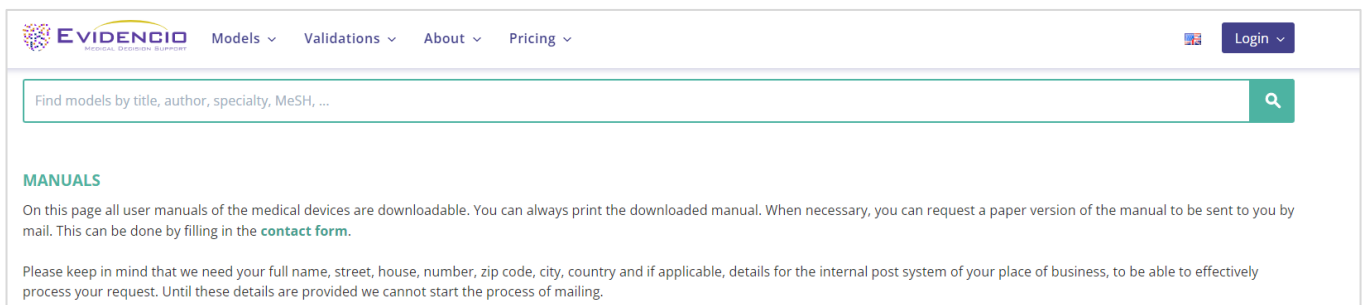 EVIDENCIO Models Validations About Pricing Login
MEDICAL DECISION SUPPORT
Find models by title, author, specialty, MeSH, ...
MANUALS
On this page all user manuals of the medical devices are downloadable. You can always print the downloaded manual. When necessary, you can request a paper version of the manual to be sent to you by
mail. This can be done by filling in the contact form.
Please keep in mind that we need your full name, street, house, number, zip code, city, country and if applicable, details for the internal post system of your place of business, to be able to effectively
process your request. Until these details are provided we cannot start the process of mailing.